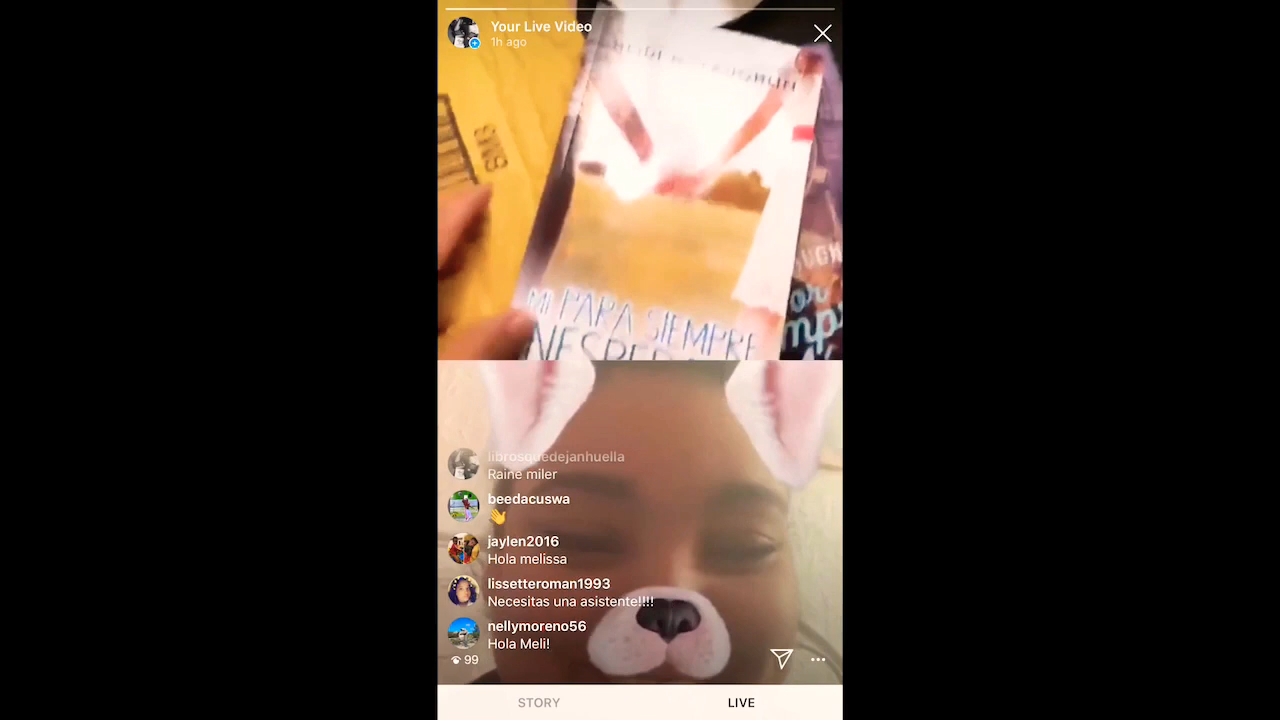 Your Live Video
1h ago
MI PARA SIEMPRE
librosquedejanhuella
Raine miler
beedacuswa
👋
jaylen2016
Hola melissa
lissetteroman1993
Necesitas una asistente!!!!
nellymoreno56
Hola Meli!
99
STORY
LIVE